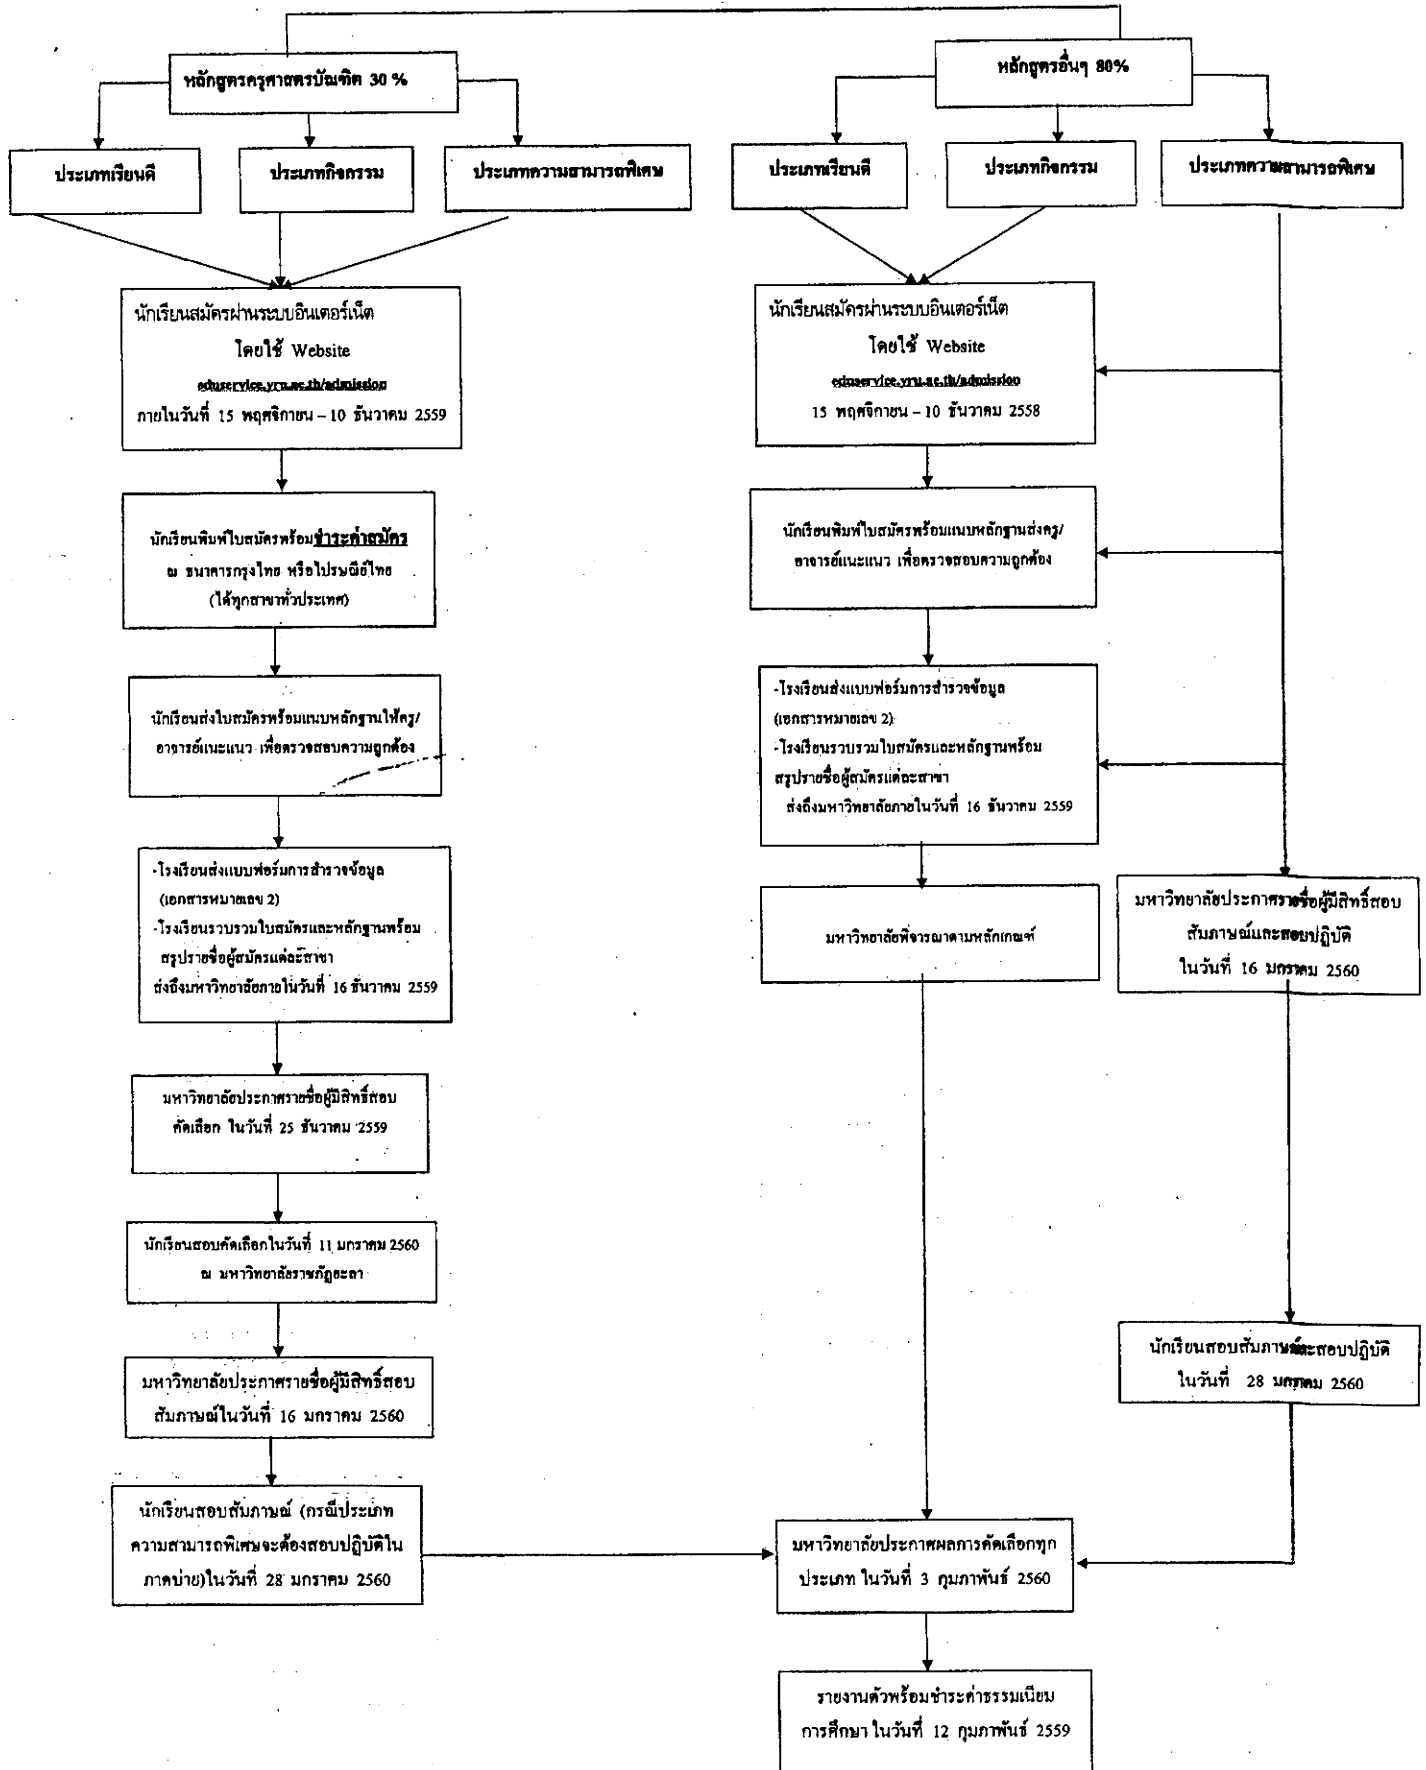 หลักสูตรครุศาสตรบัณฑิต 30 %
ประเภทเรียนดี
ประเภทกิจกรรม
ประเภทความสามารถพิเศษ
นักเรียนสมัครผ่านระบบอินเตอร์เน็ต
โดยใช้ Website
eduservice.yru.ac.th/admission
ภายในวันที่ 15 พฤศจิกายน – 10 ธันวาคม 2559
นักเรียนพิมพ์ใบสมัครพร้อมชำระค่าสมัคร
ณ ธนาคารกรุงไทย หรือไปรษณีย์ไทย
(ได้ทุกสาขาทั่วประเทศ)
นักเรียนส่งใบสมัครพร้อมแนบหลักฐานให้ครู/
อาจารย์แนะแนว เพื่อตรวจสอบความถูกต้อง
-โรงเรียนส่งแบบฟอร์มการสำรวจข้อมูล
(เอกสารหมายเลข 2)
-โรงเรียนรวบรวมใบสมัครและหลักฐานพร้อม
สรุปรายชื่อผู้สมัครแต่ละสาขา
ส่งถึงมหาวิทยาลัยภายในวันที่ 16 ธันวาคม 2559
มหาวิทยาลัยประกาศรายชื่อผู้มีสิทธิ์สอบ
คัดเลือก ในวันที่ 25 ธันวาคม 2559
นักเรียนสอบคัดเลือกในวันที่ 11 มกราคม 2560
ณ มหาวิทยาลัยราชภัฏยะลา
มหาวิทยาลัยประกาศรายชื่อผู้มีสิทธิ์สอบ
สัมภาษณ์ในวันที่ 16 มกราคม 2560
นักเรียนสอบสัมภาษณ์ (กรณีประเภท
ความสามารถพิเศษจะต้องสอบปฏิบัติใน
ภาคบ่าย)ในวันที่ 28 มกราคม 2560
หลักสูตรอื่นๆ 80%
ประเภทเรียนดี
ประเภทกิจกรรม
ประเภทความสามารถพิเศษ
นักเรียนสมัครผ่านระบบอินเตอร์เน็ต
โดยใช้ Website
eduservice.yru.ac.th/admission
15 พฤศจิกายน – 10 ธันวาคม 2558
นักเรียนพิมพ์ใบสมัครพร้อมแนบหลักฐานส่งครู/
อาจารย์แนะแนว เพื่อตรวจสอบความถูกต้อง
-โรงเรียนส่งแบบฟอร์มการสำรวจข้อมูล
(เอกสารหมายเลข 2)
-โรงเรียนรวบรวมใบสมัครและหลักฐานพร้อม
สรุปรายชื่อผู้สมัครแต่ละสาขา
ส่งถึงมหาวิทยาลัยภายในวันที่ 16 ธันวาคม 2559
มหาวิทยาลัยพิจารณาตามหลักเกณฑ์
มหาวิทยาลัยประกาศรายชื่อผู้มีสิทธิ์สอบ
สัมภาษณ์และสอบปฏิบัติ
ในวันที่ 16 มกราคม 2560
นักเรียนสอบสัมภาษณ์และสอบปฏิบัติ
ในวันที่ 28 มกราคม 2560
มหาวิทยาลัยประกาศผลการคัดเลือกทุก
ประเภท ในวันที่ 3 กุมภาพันธ์ 2560
รายงานตัวพร้อมชำระค่าธรรมเนียม
การศึกษา ในวันที่ 12 กุมภาพันธ์ 2559